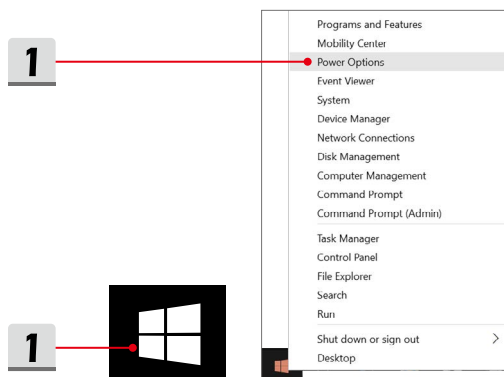 1
Programs and Features
Mobility Center
Power Options
Event Viewer
System
Device Manager
Network Connections
Disk Management
Computer Management
Command Prompt
Command Prompt (Admin)
Task Manager
Control Panel
File Explorer
Search
Run
Shut down or sign out
Desktop
1